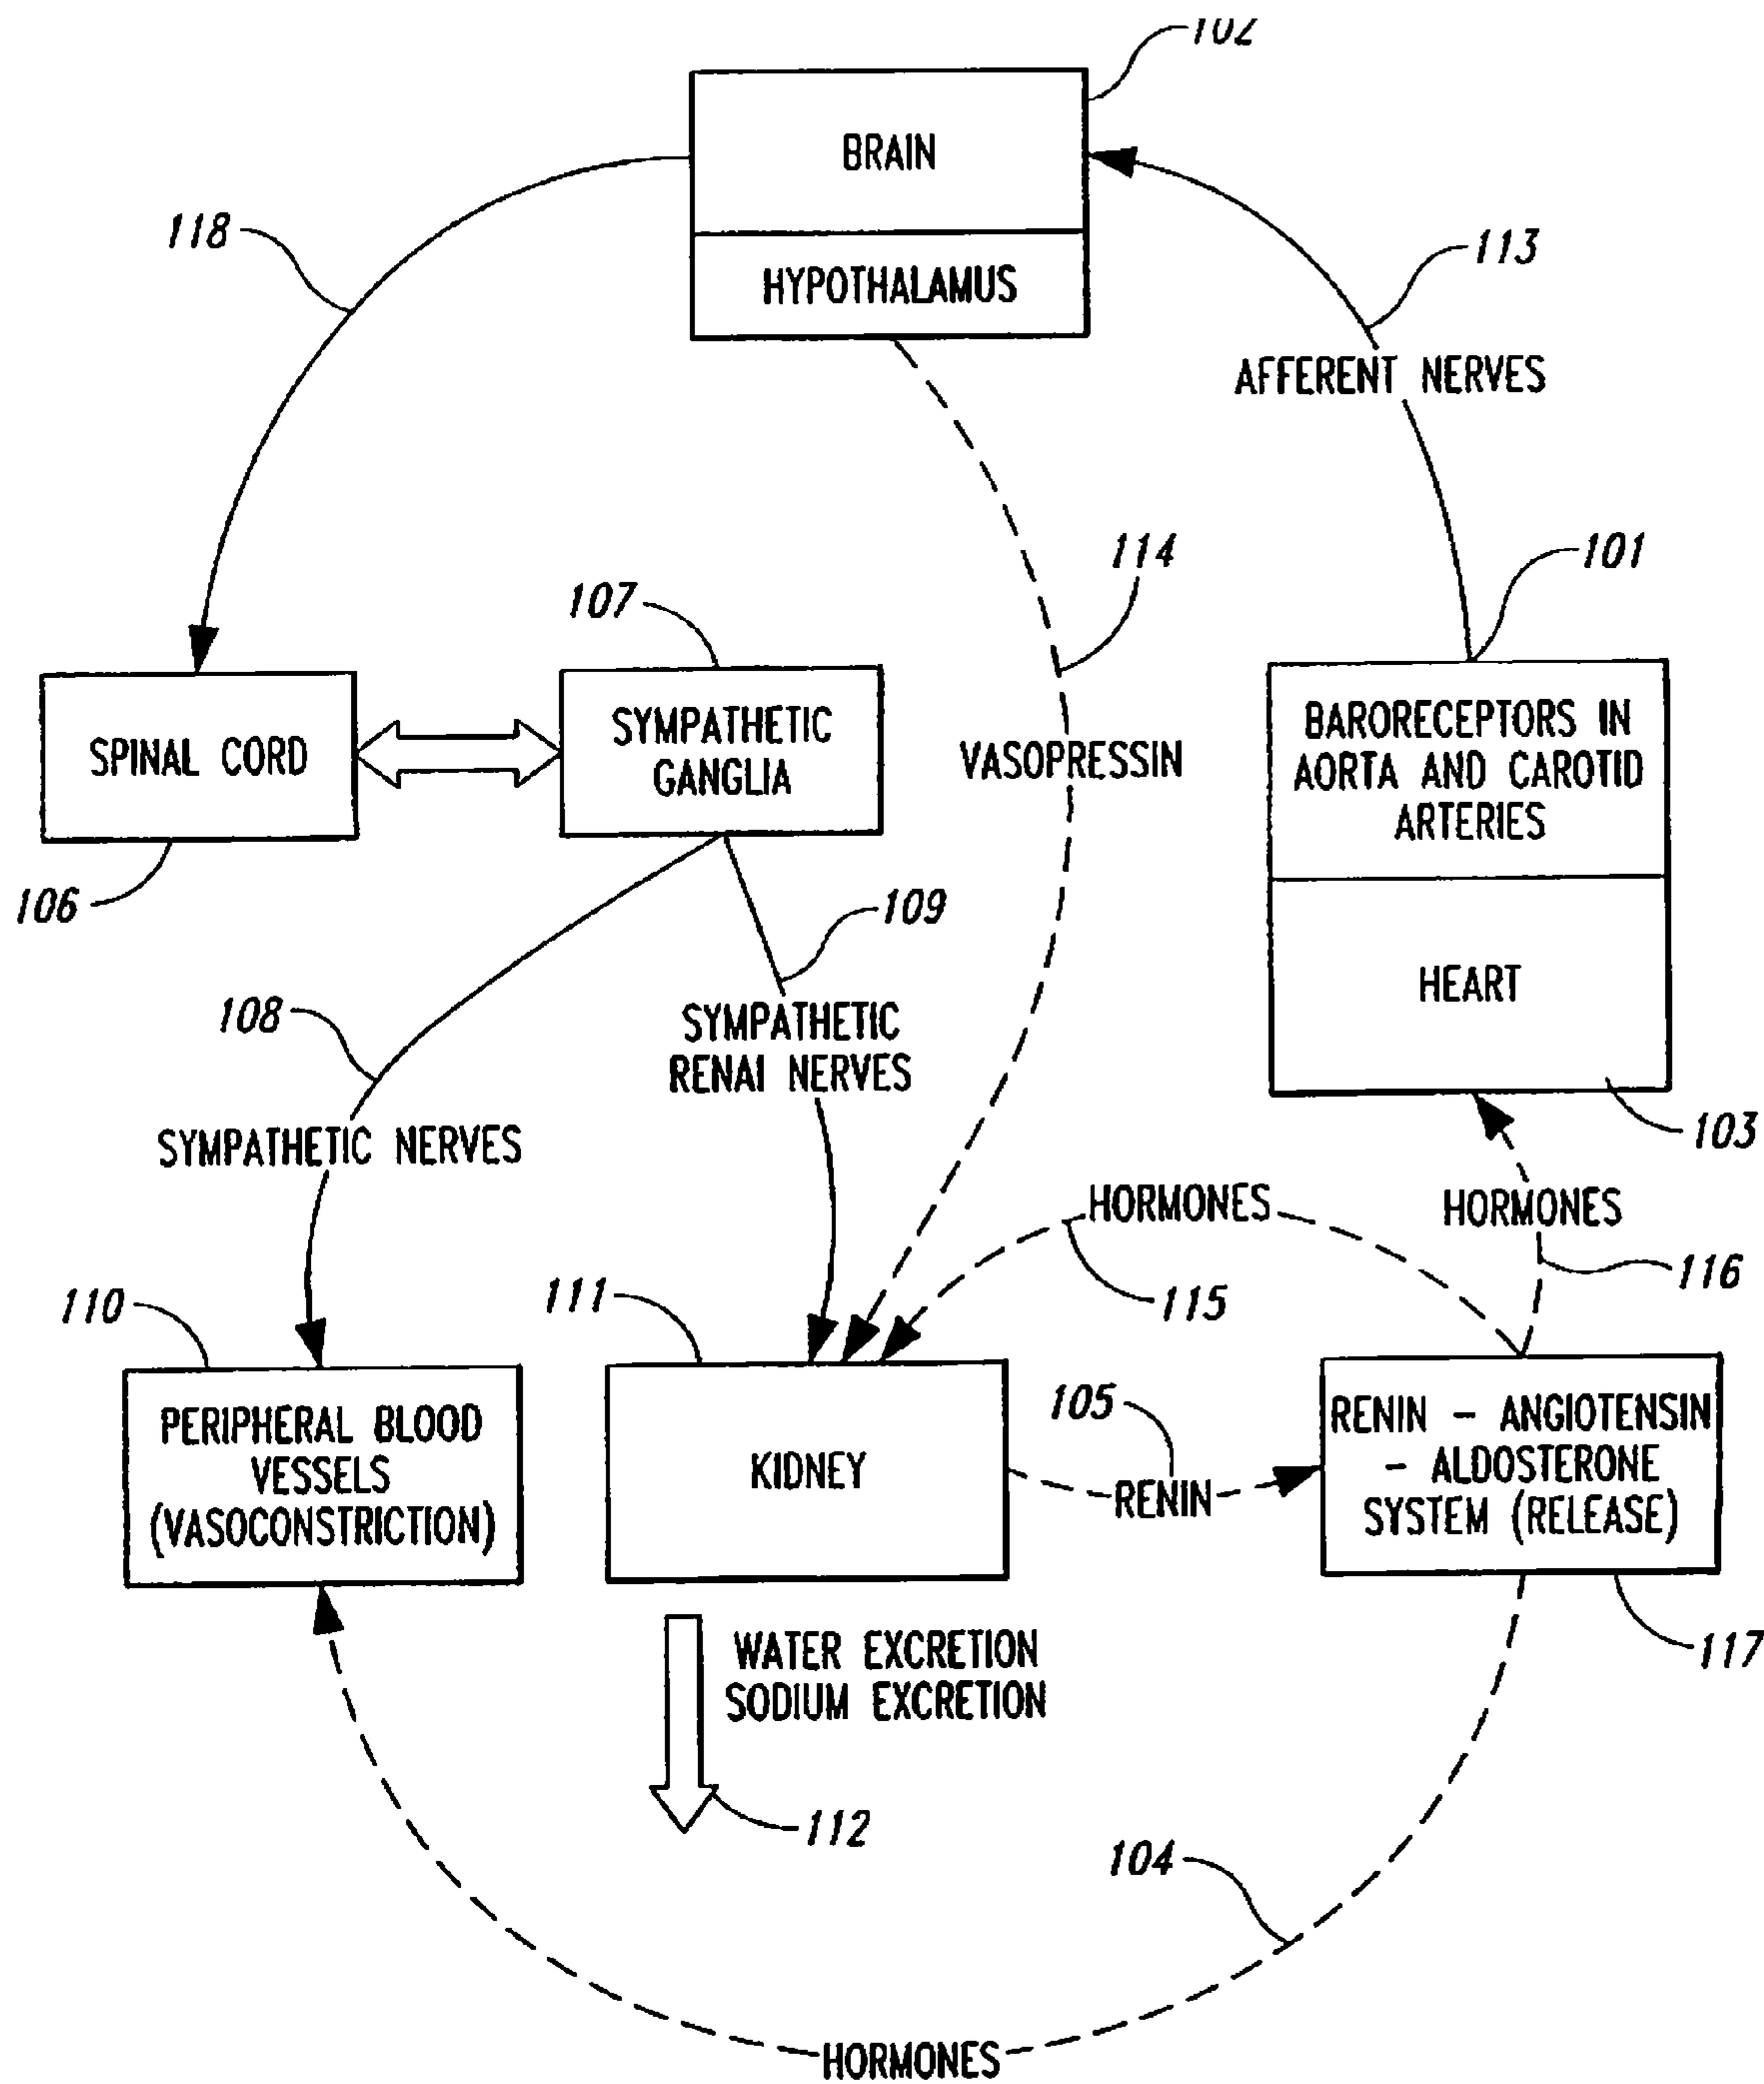 102
BRAIN
HYPOTHALAMUS
118
113
AFFERENT NERVES
114
101
107
SPINAL CORD
SYMPATHETIC
GANGLIA
VASOPRESSIN
BARORECEPTORS IN
AORTA AND CAROTID
ARTERIES
106
109
HEART
108
SYMPATHETIC
RENAI NERVES
SYMPATHETIC NERVES
103
HORMONES
HORMONES
116
115
110
111
PERIPHERAL BLOOD
VESSELS
(VASOCONSTRICTION)
KIDNEY
105
RENIN
RENIN - ANGIOTENSIN
- ALDOSTERONE
SYSTEM (RELEASE)
WATER EXCRETION
SODIUM EXCRETION
117
112
104
HORMONES